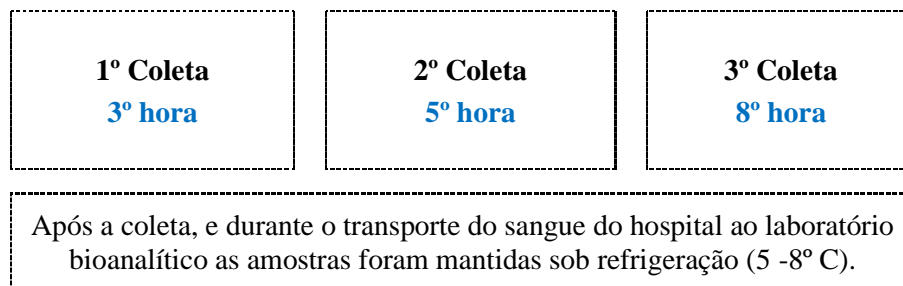 1º Coleta
3º hora
2º Coleta
5º hora
3º Coleta
8º hora
Após a coleta, e durante o transporte do sangue do hospital ao laboratório
bioanalítico as amostras foram mantidas sob refrigeração (5 -8º C).